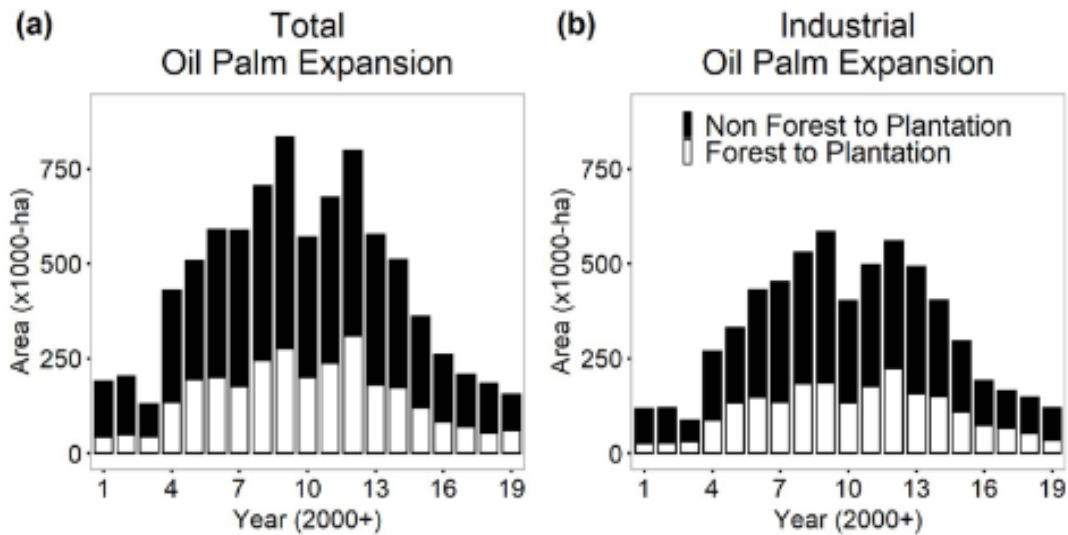 (a)
Total
Oil Palm Expansion
Area (x1000-ha)
750
500
250
0
1 4 7 10 13 16 19
Year (2000+)
(b)
Industrial
Oil Palm Expansion
Non Forest to Plantation
Forest to Plantation
Area (x1000-ha)
750
500
250
0
1 4 7 10 13 16 19
Year (2000+)